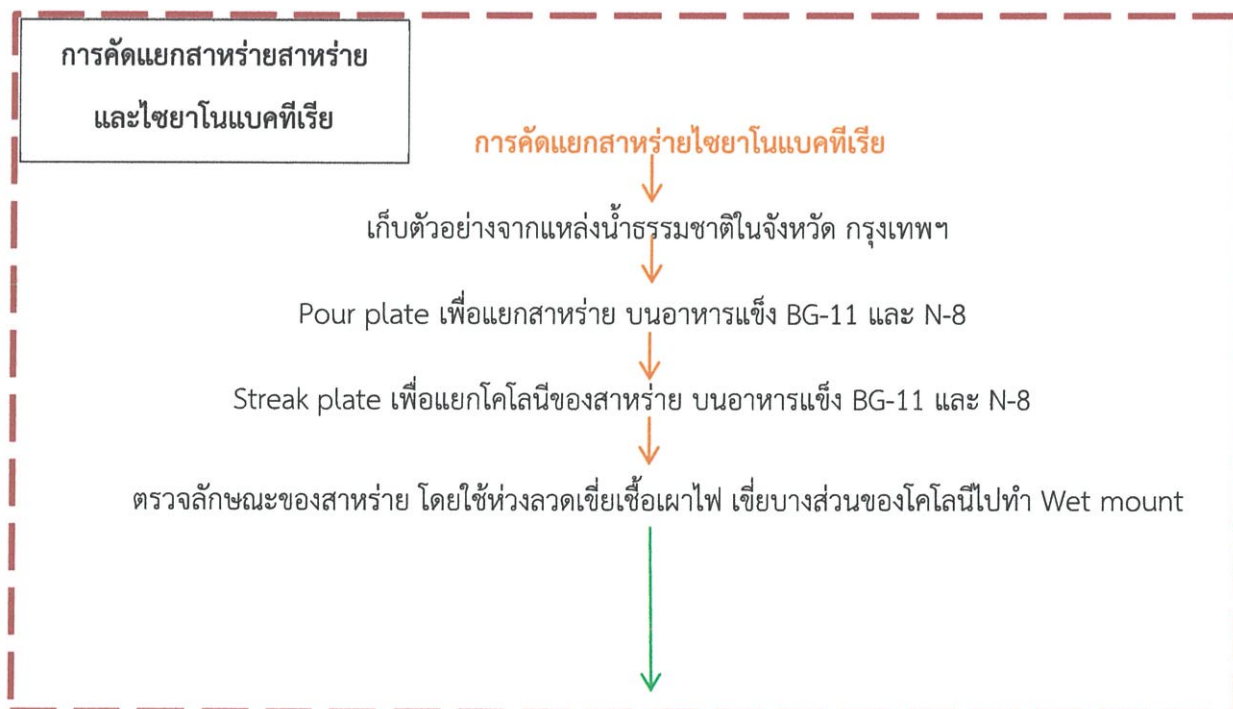 การคัดแยกสาหร่ายสาหร่าย
และไซยาโนแบคทีเรีย
การคัดแยกสาหร่ายไซยาโนแบคทีเรีย
เก็บตัวอย่างจากแหล่งน้ำธรรมชาติในจังหวัด กรุงเทพฯ
Pour plate เพื่อแยกสาหร่าย บนอาหารแข็ง BG-11 และ N-8
Streak plate เพื่อแยกโคโลนีของสาหร่าย บนอาหารแข็ง BG-11 และ N-8
ตรวจลักษณะของสาหร่าย โดยใช้ห่วงลวดเขี่ยเชื้อเผาไฟ เขี่ยบางส่วนของโคโลนีไปทำ Wet mount